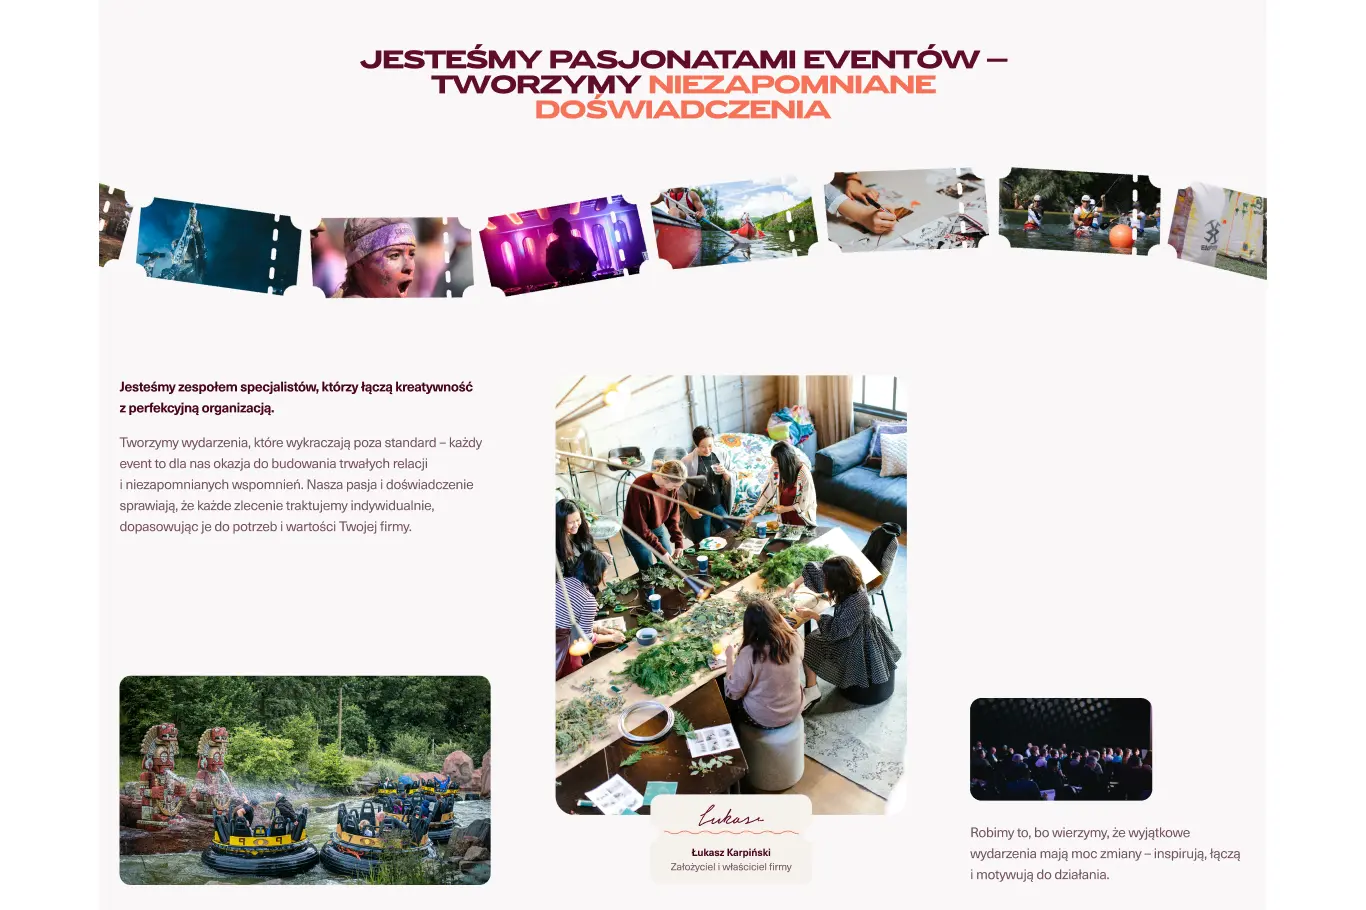 JESTEŚMY PASJONATAMI EVENTÓW –
TWORZYMY NIEZAPOMNIANE
DOŚWIADCZENIA
Jesteśmy zespołem specjalistów, którzy łączą kreatywność
z perfekcyjną organizacją.
Tworzymy wydarzenia, które wykraczają poza standard – każdy
event to dla nas okazja do budowania trwałych relacji
i niezapomnianych wspomnień. Nasza pasja i doświadczenie
sprawiają, że każde zlecenie traktujemy indywidualnie,
dopasowując je do potrzeb i wartości Twojej firmy.
Łukasz
Łukasz Karpiński
Założyciel i właściciel firmy
Robimy to, bo wierzymy, że wyjątkowe
wydarzenia mają moc zmiany – inspirują, łączą
i motywują do działania.